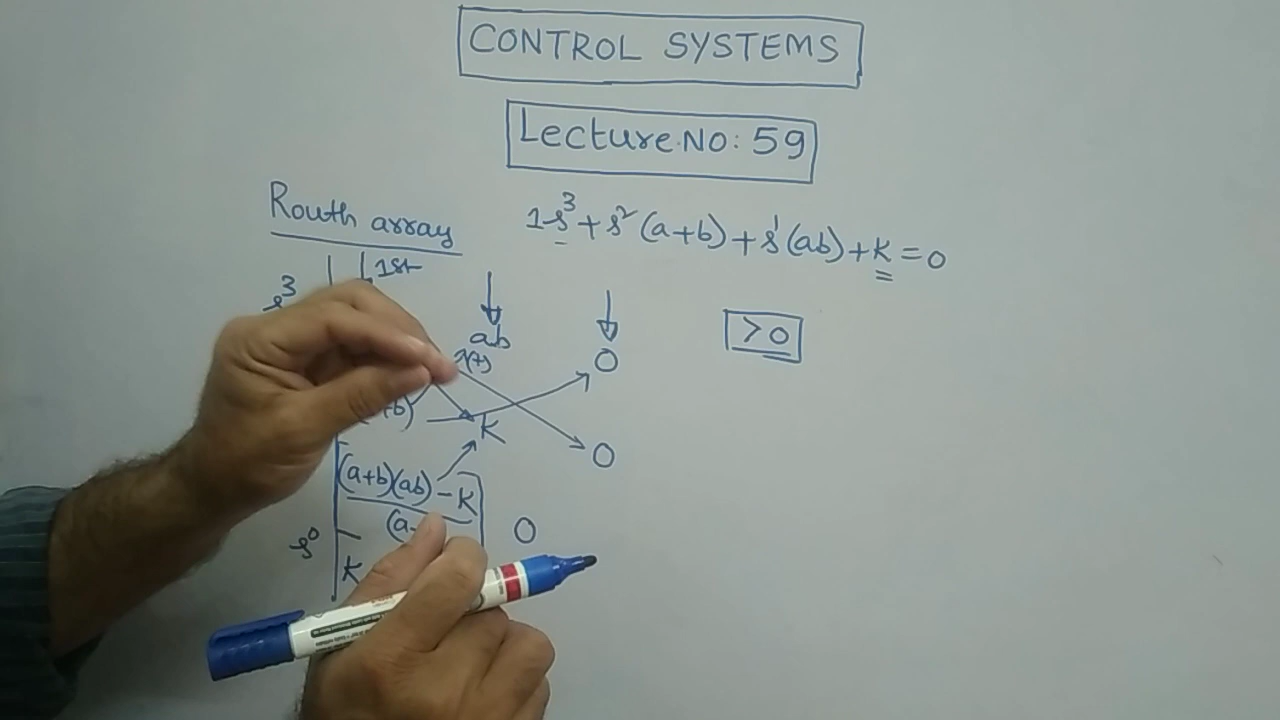 CONTROL SYSTEMS
Lecture No: 59
Routh array
1s³ + s² (a+b) + s¹ (ab) + k = 0
1st
s³
ab
0
> 0
(+)
+b)
k
0
(a+b)(ab) - k
(a
0
s⁰
k